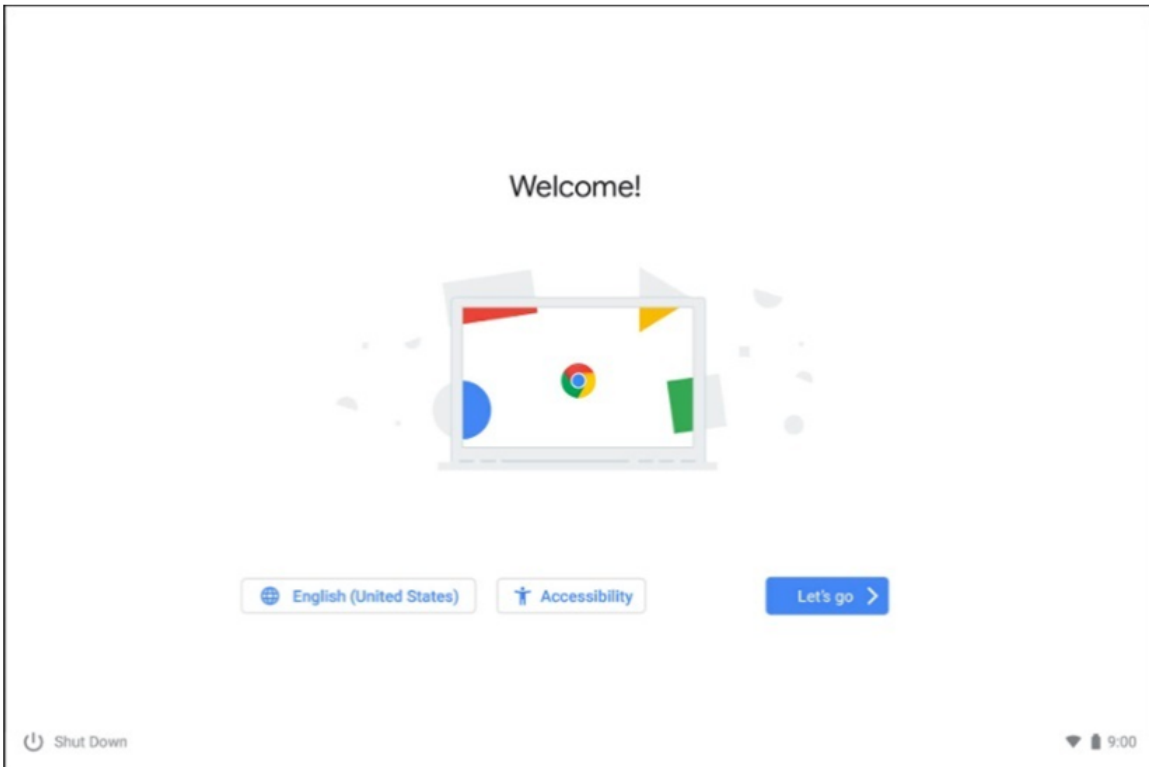 Welcome!
English (United States)
Accessibility
Let's go
Shut Down
9:00